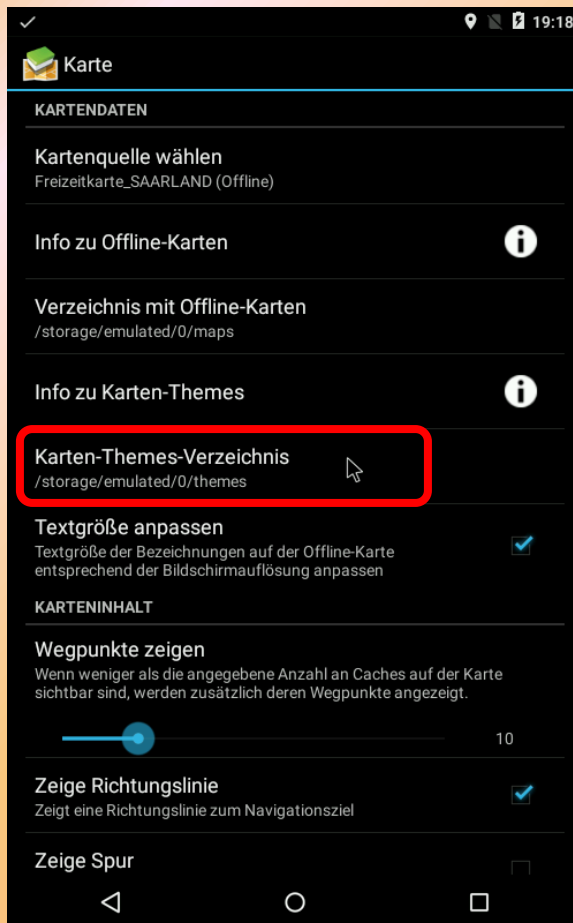 19:18
Karte
KARTENDATEN
Kartenquelle wählen
Freizeitkarte_SAARLAND (Offline)
Info zu Offline-Karten
Verzeichnis mit Offline-Karten
/storage/emulated/0/maps
Info zu Karten-Themes
Karten-Themes-Verzeichnis
/storage/emulated/0/themes
Textgröße anpassen
Textgröße der Bezeichnungen auf der Offline-Karte
entsprechend der Bildschirmauflösung anpassen
KARTENINHALT
Wegpunkte zeigen
Wenn weniger als die angegebene Anzahl an Caches auf der Karte
sichtbar sind, werden zusätzlich deren Wegpunkte angezeigt.
10
Zeige Richtungslinie
Zeigt eine Richtungslinie zum Navigationsziel
Zeige Spur